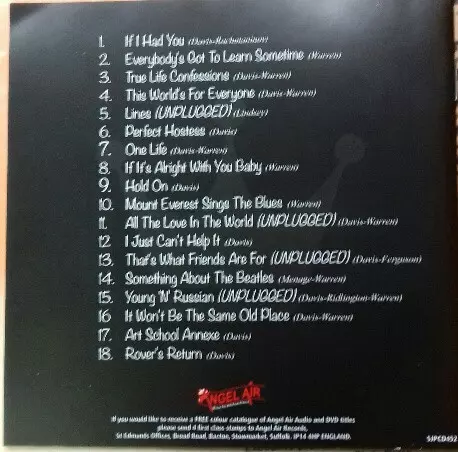 1. If I Had You (Davis-Rachmaninov)
2. Everybody's Got To Learn Sometime (Warren)
3. True Life Confessions (Davis-Warren)
4. This World's For Everyone (Davis-Warren)
5. Lines (UNPLUGGED) (Lindsey)
6. Perfect Hostess (Davis)
7. One Life (Davis-Warren)
8. If It's Alright With You Baby (Warren)
9. Hold On (Davis)
10. Mount Everest Sings The Blues (Warren)
11. All The Love In The World (UNPLUGGED) (Davis-Warren)
12. I Just Can't Help It (Davis)
13. That's What Friends Are For (UNPLUGGED) (Davis-Ferguson)
14. Something About The Beatles (Menage-Warren)
15. Young 'N' Russian (UNPLUGGED) (Davis-Ridlington-Warren)
16 It Won't Be The Same Old Place (Davis-Warren)
17. Art School Annexe (Davis)
18. Rover's Return (Davis)
ANGEL AIR
If you would like to receive a FREE colour catalogue of Angel Air Audio and DVD titles
please send 4 first class stamps to Angel Air Records,
St Edmunds Offices, Broad Road, Bacton, Stowmarket, Suffolk. IP14 4HP ENGLAND.
SJPCD452